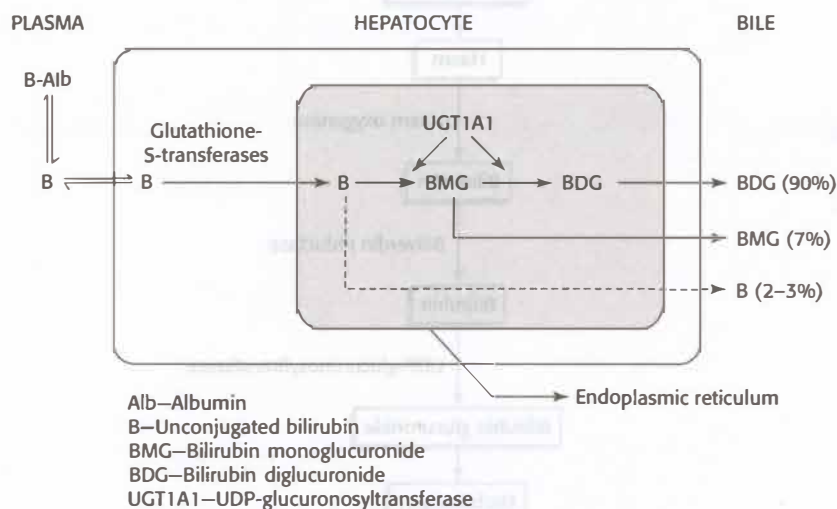 PLASMA HEPATOCYTE BILE
B-Alb
Glutathione-
S-transferases
UGT1A1
B B B BMG BDG BDG (90%)
BMG (7%)
B (2–3%)
Endoplasmic reticulum
Alb—Albumin
B—Unconjugated bilirubin
BMG—Bilirubin monoglucuronide
BDG—Bilirubin diglucuronide
UGT1A1—UDP-glucuronosyltransferase